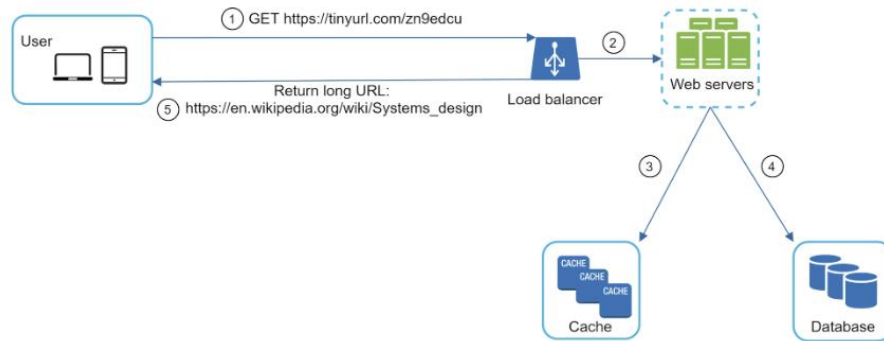 User
1 GET https://tinyurl.com/zn9edcu
2
Return long URL:
5 https://en.wikipedia.org/wiki/Systems_design
Load balancer
Web servers
3
4
CACHE
CACHE
CACHE
Cache
Database